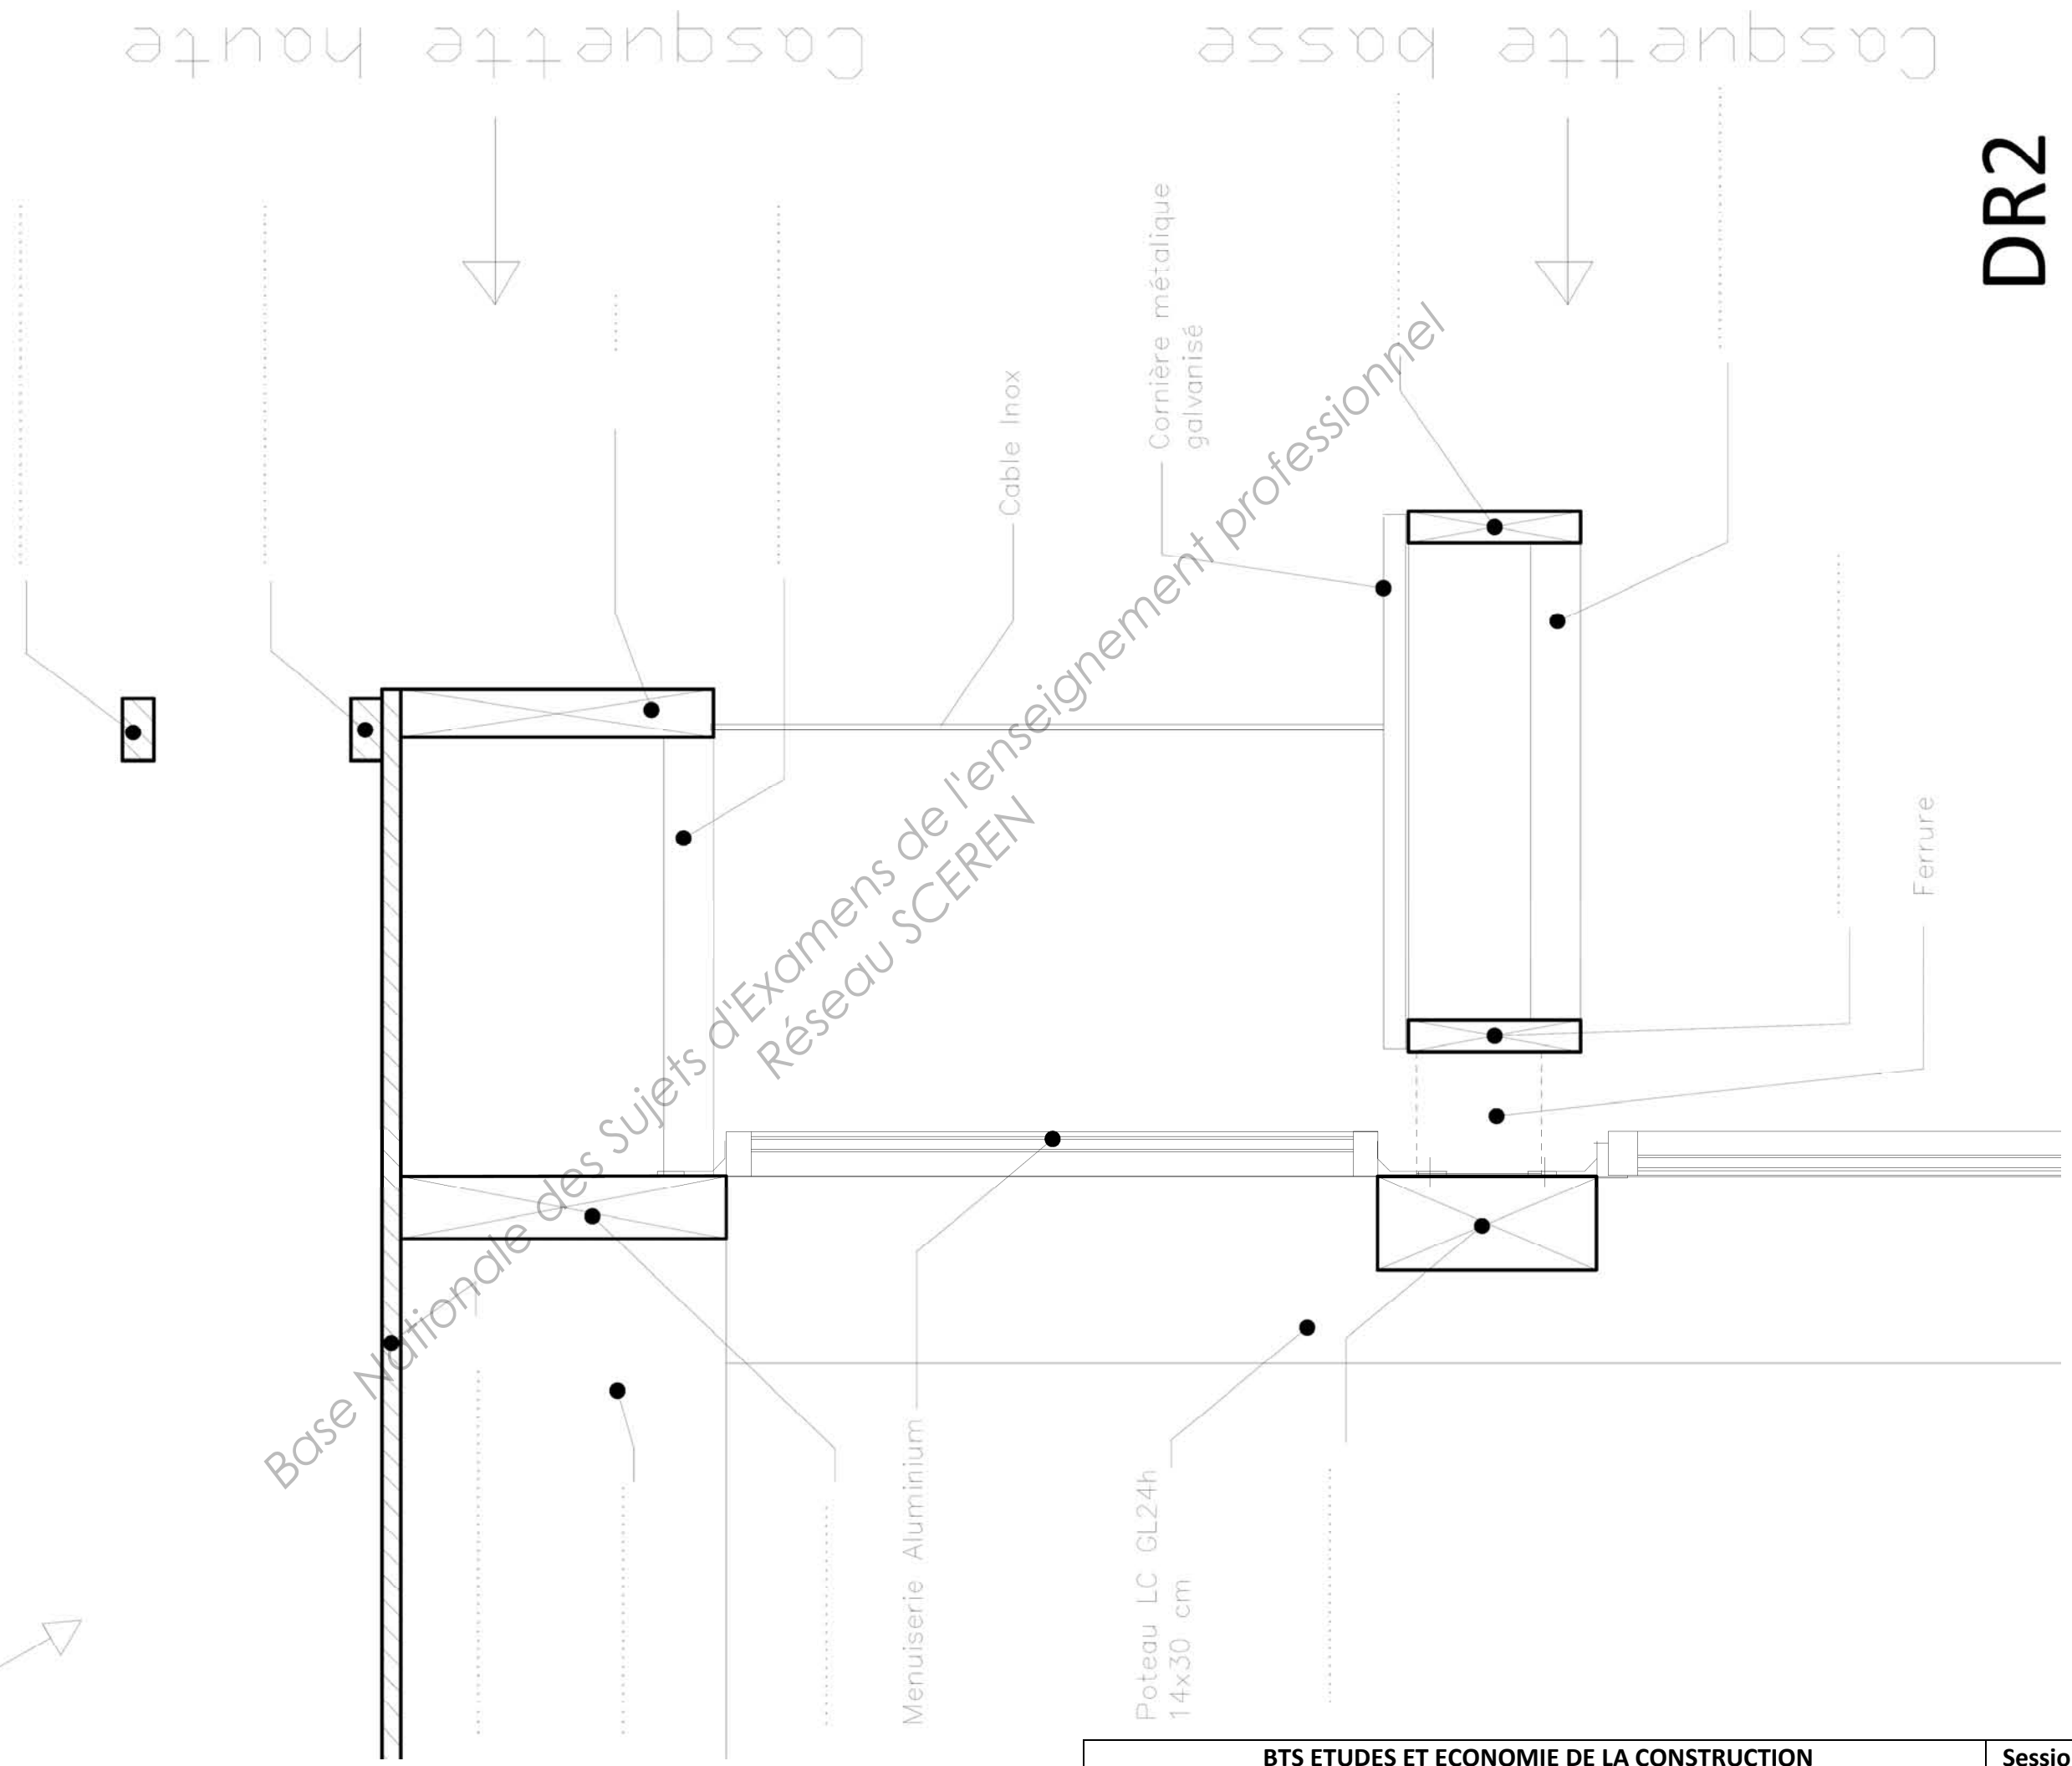 Casquette haute
Casquette basse
DR2
Cornière métalique
galvanisé
Cable Inox
Ferrure
Menuiserie Aluminium
Poteau LC GL24h
14x30 cm
Base Nationale des Sujets d'Examens de l'enseignement professionnel
Réseau SCEREN
BTS ETUDES ET ECONOMIE DE LA CONSTRUCTION
Sessio